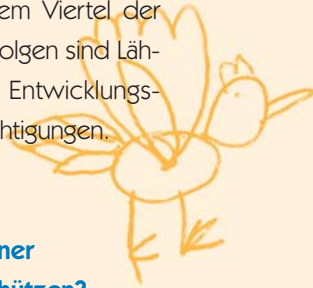 em Viertel der
olgen sind Läh-
Entwicklungs-
htigungen.
ner
hützen?